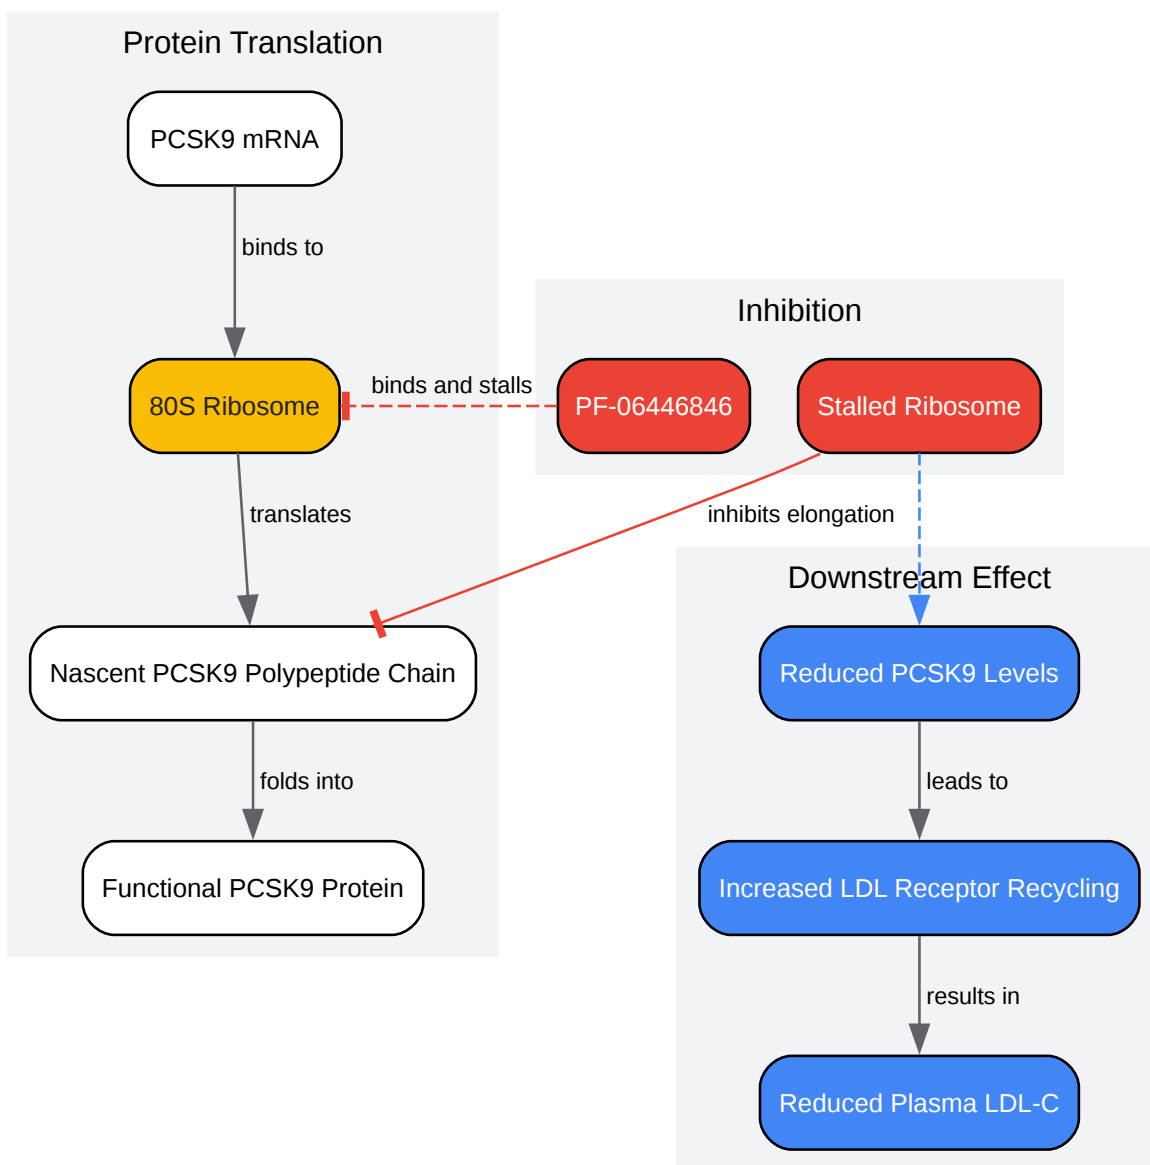 Protein Translation
PCSK9 mRNA
binds to
80S Ribosome
translates
Nascent PCSK9 Polypeptide Chain
folds into
Functional PCSK9 Protein
Inhibition
binds and stalls
PF-06446846
Stalled Ribosome
inhibits elongation
Downstream Effect
Reduced PCSK9 Levels
leads to
Increased LDL Receptor Recycling
results in
Reduced Plasma LDL-C